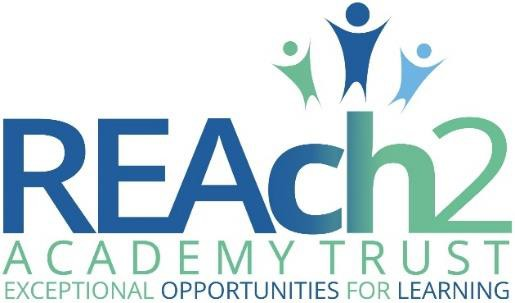 REAch2
ACADEMY TRUST
EXCEPTIONAL OPPORTUNITIES FOR LEARNING